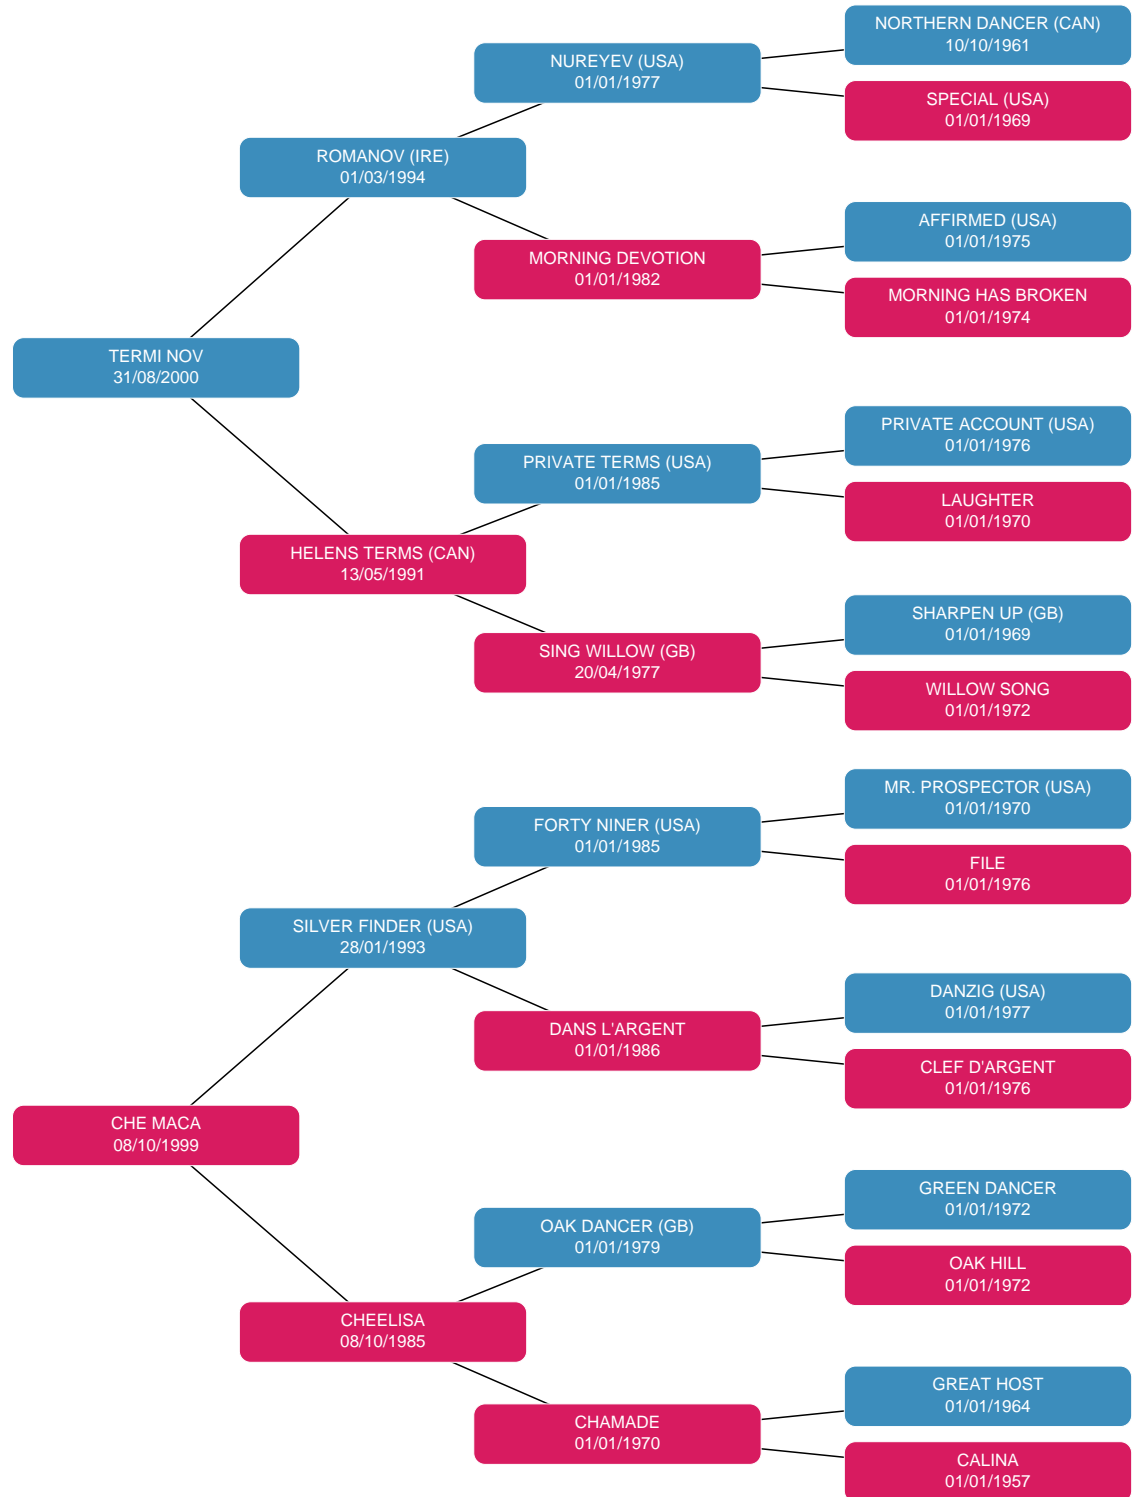 NORTHERN DANCER (CAN)
10/10/1961
NUREYEV (USA)
01/01/1977
SPECIAL (USA)
01/01/1969
ROMANOV (IRE)
01/03/1994
AFFIRMED (USA)
01/01/1975
MORNING DEVOTION
01/01/1982
MORNING HAS BROKEN
01/01/1974
TERMI NOV
31/08/2000
PRIVATE ACCOUNT (USA)
01/01/1976
PRIVATE TERMS (USA)
01/01/1985
LAUGHTER
01/01/1970
HELENS TERMS (CAN)
13/05/1991
SHARPEN UP (GB)
01/01/1969
SING WILLOW (GB)
20/04/1977
WILLOW SONG
01/01/1972
MR. PROSPECTOR (USA)
01/01/1970
FORTY NINER (USA)
01/01/1985
FILE
01/01/1976
SILVER FINDER (USA)
28/01/1993
DANZIG (USA)
01/01/1977
DANS L'ARGENT
01/01/1986
CLEF D'ARGENT
01/01/1976
CHE MACA
08/10/1999
GREEN DANCER
01/01/1972
OAK DANCER (GB)
01/01/1979
OAK HILL
01/01/1972
CHEELISA
08/10/1985
GREAT HOST
01/01/1964
CHAMADE
01/01/1970
CALINA
01/01/1957